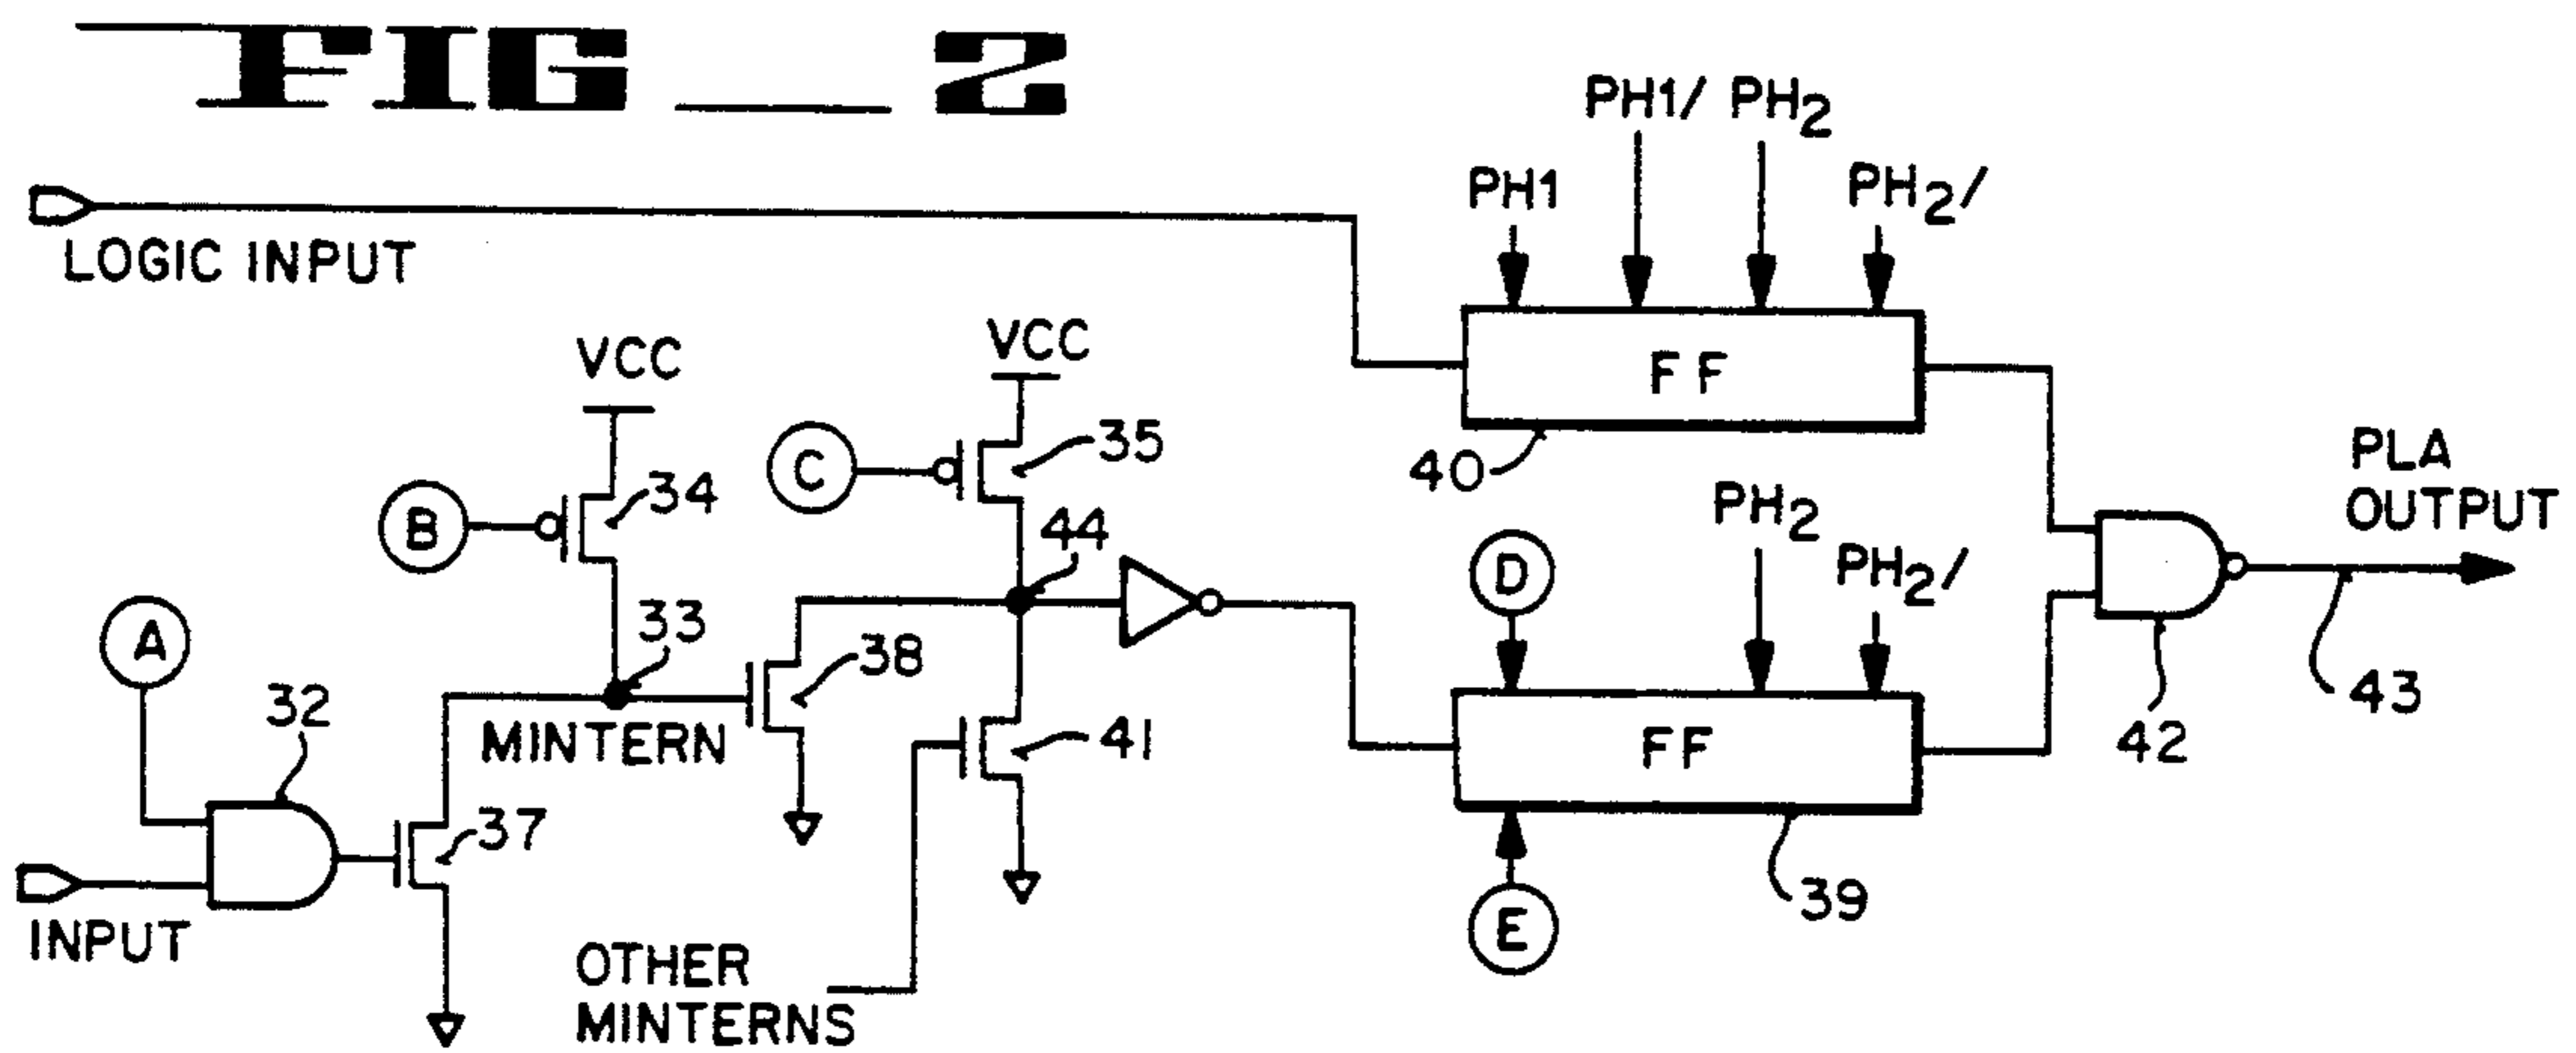 FIG__2
PH1/ PH2
PH1
PH2/
LOGIC INPUT
VCC
VCC
FF
C
35
34
40
PLA
OUTPUT
B
PH2
44
D
PH2/
A
33
38
32
MINTERN
41
FF
43
42
37
INPUT
39
E
OTHER
MINTERNS